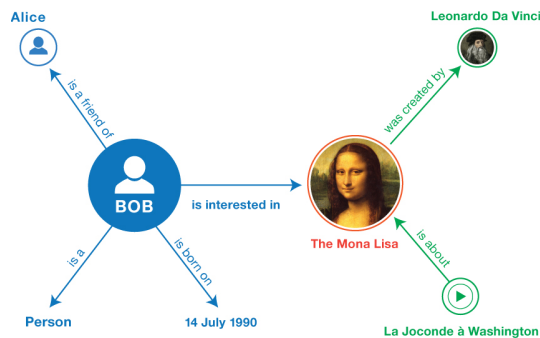 Alice
Leonardo Da Vinci
is a friend of
was created by
BOB
is interested in
The Mona Lisa
is a
is born on
is about
Person
14 July 1990
La Joconde à Washington